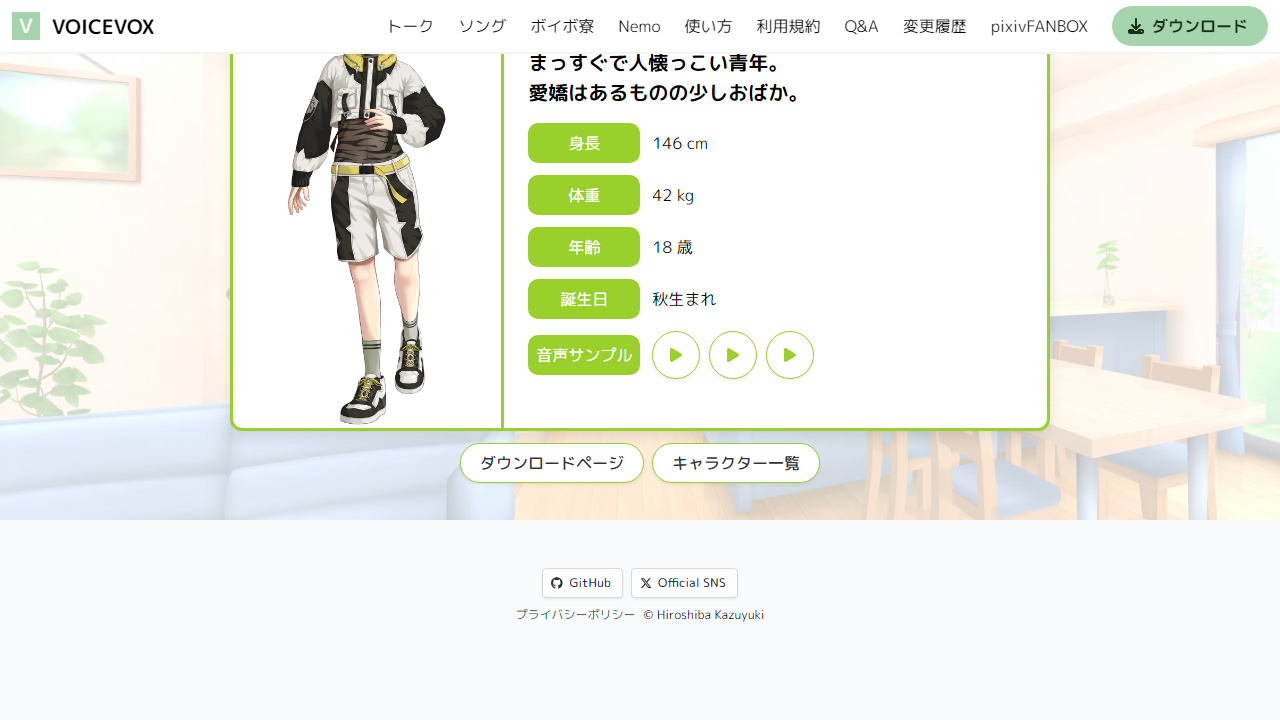 V VOICEVOX トーク ソング ボイボ寮 Nemo 使い方 利用規約 Q&A 変更履歴 pixivFANBOX ダウンロード
まっすぐで人懐っこい青年。
愛嬌はあるものの少しおばか。
身長 146 cm
体重 42 kg
年齢 18 歳
誕生日 秋生まれ
音声サンプル
ダウンロードページ キャラクター一覧
GitHub Official SNS
プライバシーポリシー © Hiroshiba Kazuyuki